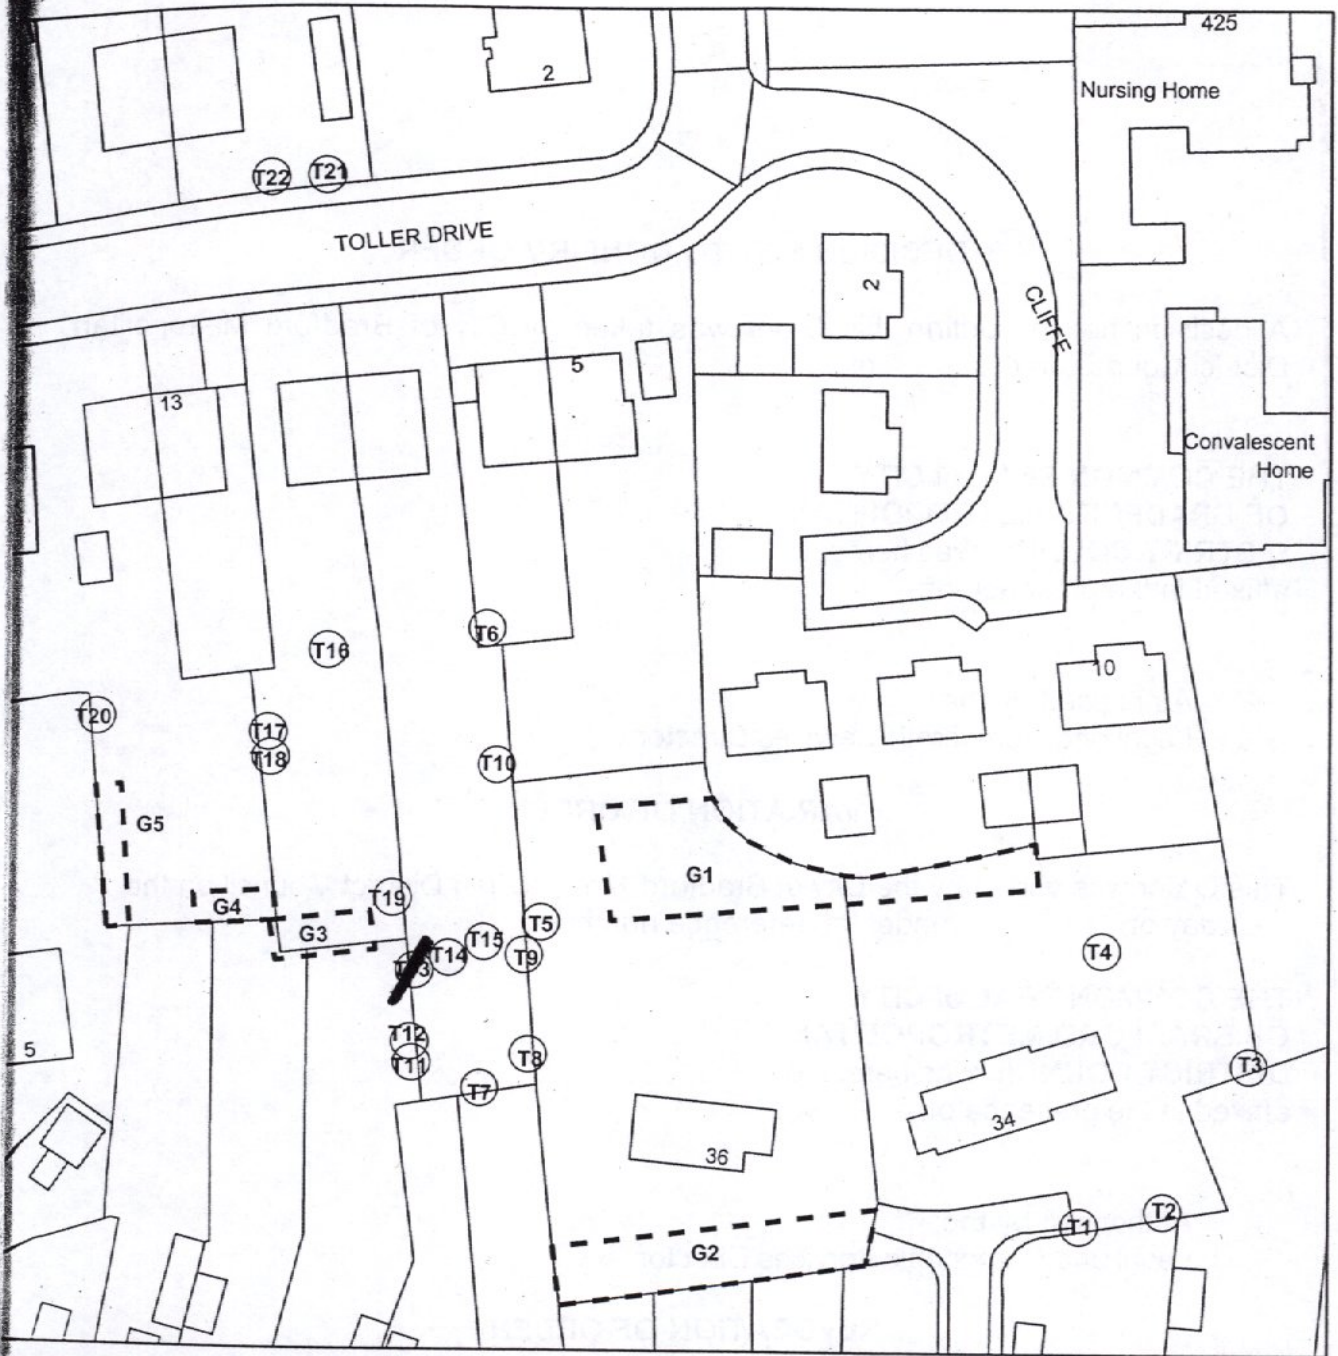 425
Nursing Home
2
T22
T21
TOLLER DRIVE
2
CLIFFE
5
13
Convalescent
Home
T6
T16
10
T20
T17
T18
T10
G5
G1
G4
T19
G3
T5
T15
T9
T14
T4
T12
T11
T8
T3
5
T7
34
36
T2
T1
G2